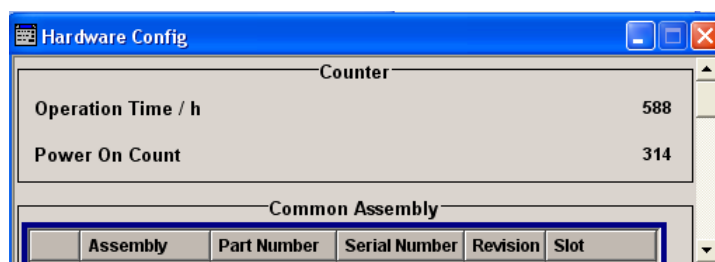 Hardware Config
Counter
Operation Time / h 588
Power On Count 314
Common Assembly
Assembly Part Number Serial Number Revision Slot